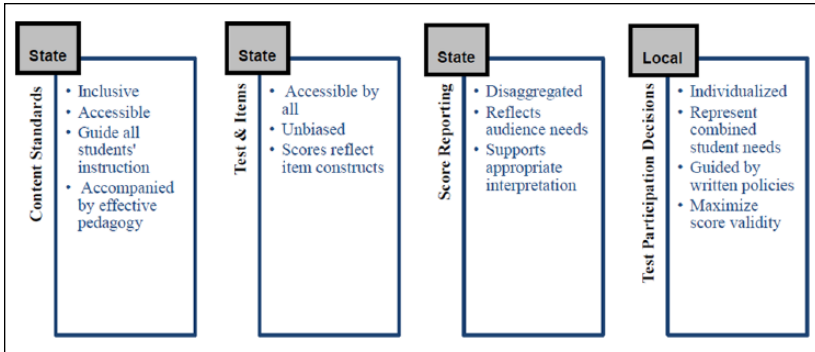 State
Content Standards
• Inclusive
• Accessible
• Guide all
students'
instruction
• Accompanied
by effective
pedagogy
State
Test & Items
• Accessible by
all
• Unbiased
• Scores reflect
item constructs
State
Score Reporting
• Disaggregated
• Reflects
audience needs
• Supports
appropriate
interpretation
Local
Test Participation Decisions
• Individualized
• Represent
combined
student needs
• Guided by
written policies
• Maximize
score validity